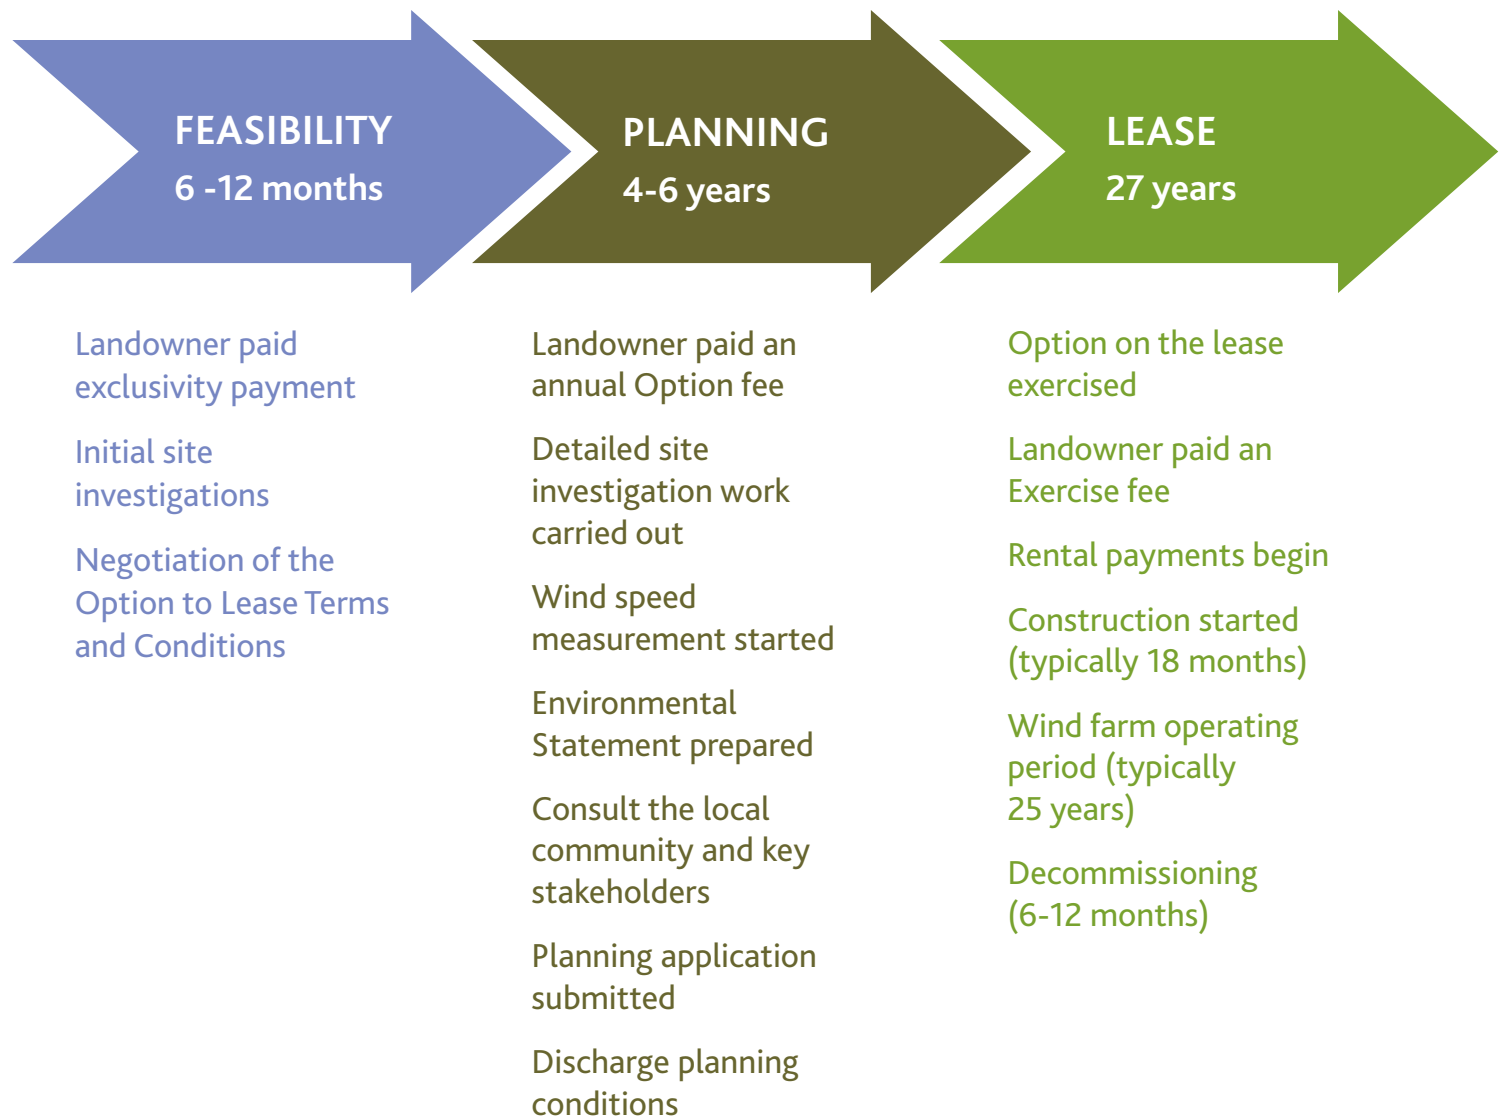 FEASIBILITY
6 -12 months
Landowner paid
exclusivity payment
Initial site
investigations
Negotiation of the
Option to Lease Terms
and Conditions
PLANNING
4-6 years
Landowner paid an
annual Option fee
Detailed site
investigation work
carried out
Wind speed
measurement started
Environmental
Statement prepared
Consult the local
community and key
stakeholders
Planning application
submitted
Discharge planning
conditions
LEASE
27 years
Option on the lease
exercised
Landowner paid an
Exercise fee
Rental payments begin
Construction started
(typically 18 months)
Wind farm operating
period (typically
25 years)
Decommissioning
(6-12 months)